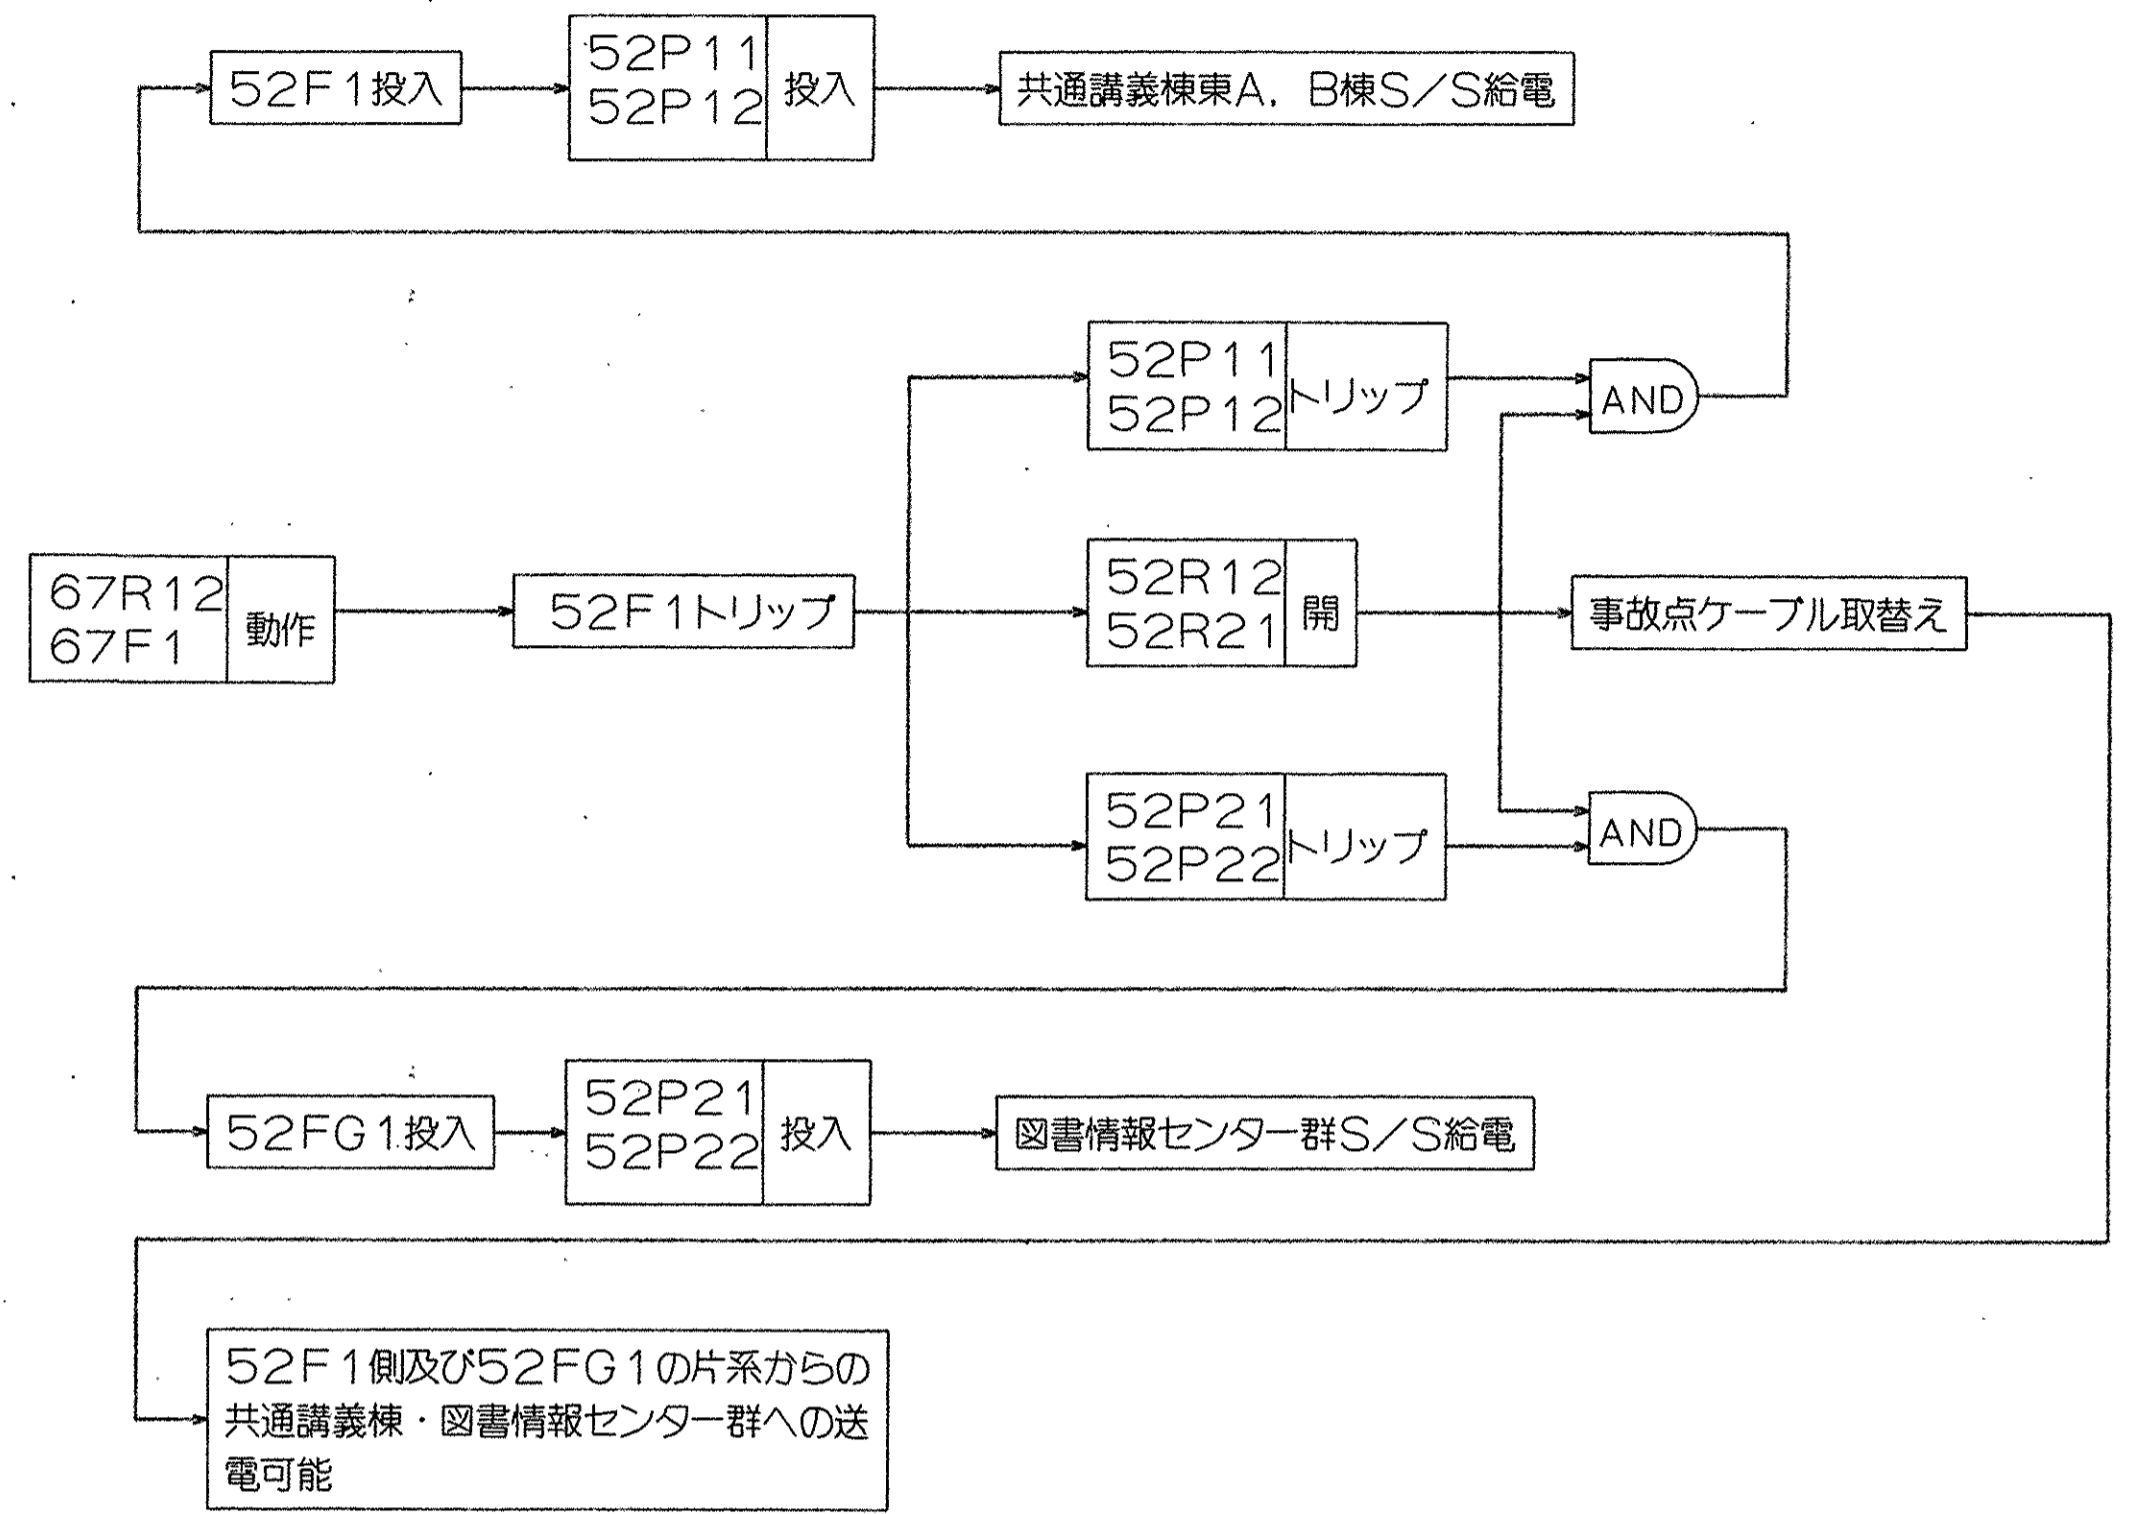 52F1投入
52P11
52P12
投入
共通講義棟東A，B棟S／S給電
52P11
52P12
トリップ
AND
67R12
67F1
動作
52F1トリップ
52R12
52R21
開
事故点ケーブル取替え
52P21
52P22
トリップ
AND
52FG1投入
52P21
52P22
投入
図書情報センター群S／S給電
52F1側及び52FG1の片系からの
共通講義棟・図書情報センター群への送
電可能